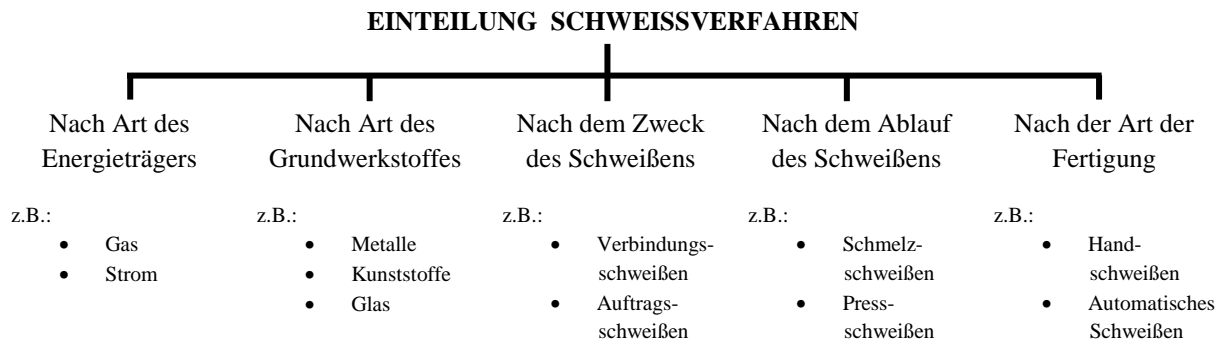 EINTEILUNG SCHWEISSVERFAHREN
Nach Art des
Energieträgers
z.B.:
• Gas
• Strom
Nach Art des
Grundwerkstoffes
z.B.:
• Metalle
• Kunststoffe
• Glas
Nach dem Zweck
des Schweißens
z.B.:
• Verbindungs-
schweißen
• Auftrags-
schweißen
Nach dem Ablauf
des Schweißens
z.B.:
• Schmelz-
schweißen
• Press-
schweißen
Nach der Art der
Fertigung
z.B.:
• Hand-
schweißen
• Automatisches
Schweißen